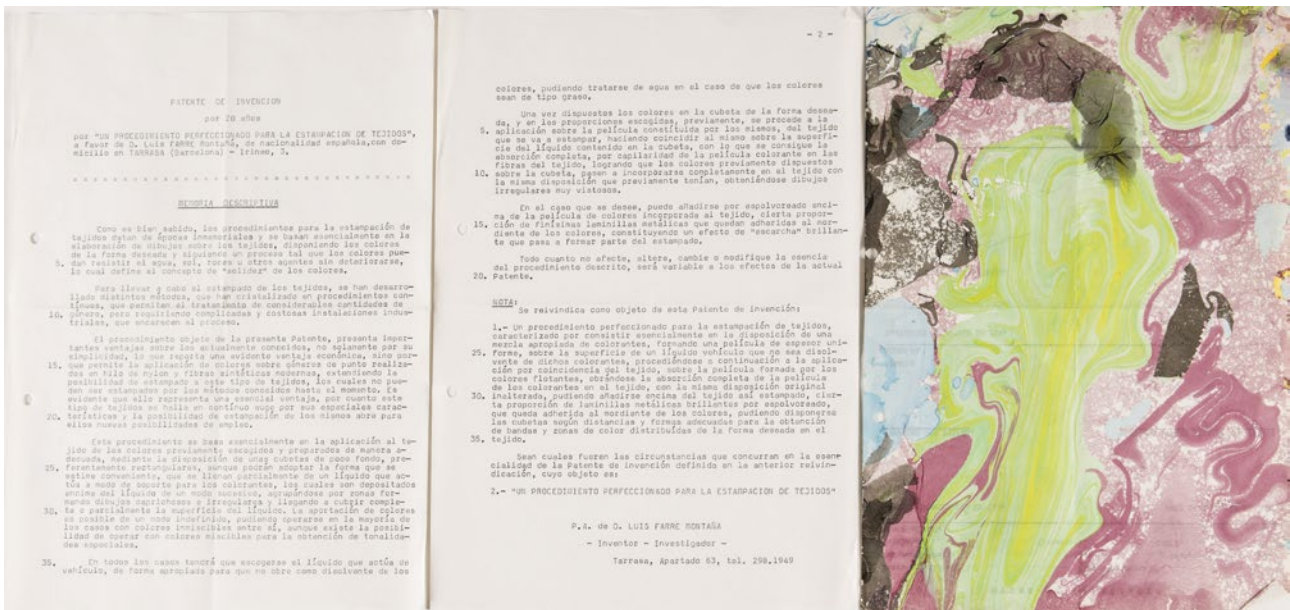 PATENTE DE INVENCION
por 20 años
por "UN PROCEDIMIENTO PERFECCIONADO PARA LA ESTAMPACION DE TEJIDOS",
a favor de D. Luis FARRE MONTAÑA, de nacionalidad española, con do-
micilio en TARRASA (Barcelona) - Irineo, 3.
MEMORIA DESCRIPTIVA
Como es bien sabido, los procedimientos para la estampación de
tejidos datan de épocas inmemoriales y se basan esencialmente en la
elaboración de dibujos sobre los tejidos, disponiendo los colores
de la forma deseada y siguiendo un proceso tal que los colores pue-
5. dan resistir el agua, sol, roces u otros agentes sin deteriorarse,
lo cual define el concepto de "solidez" de los colores.
Para llevar a cabo el estampado de los tejidos, se han desarro-
llado distintos métodos, que han cristalizado en procedimientos con-
tínuos, que permiten el tratamiento de considerables cantidades de
10. género, pero requiriendo complicadas y costosas instalaciones indus-
triales, que encarecen el proceso.
El procedimiento objeto de la presente Patente, presenta impor-
tantes ventajas sobre los actualmente conocidos, no solamente por su
simplicidad, lo que reporta una evidente ventaja económica, sino por-
15. que permite la aplicación de colores sobre géneros de punto realiza-
dos en hilo de nylon y fibras sintéticas modernas, extendiendo la
posibilidad de estampado a este tipo de tejidos, los cuales no pue-
den ser estampados por los métodos conocidos hasta el momento. Es
evidente que ello representa una esencial ventaja, por cuanto este
tipo de tejidos se halla en contínuo auge por sus especiales carac-
20. terísticas y la posibilidad de estampación de los mismos abre para
ellos nuevas posibilidades de empleo.
Este procedimiento se basa esencialmente en la aplicación al te-
jido de los colores previamente escogidos y preparados de manera a-
decuada, mediante la disposición de unas cubetas de poco fondo, pre-
25. ferentemente rectangulares, aunque podrán adoptar la forma que se
estime conveniente, que se llenan parcialmente de un líquido que ac-
túa a modo de soporte para los colorantes, los cuales son depositados
encima del líquido de un modo sucesivo, agrupándose por zonas for-
mando dibujos caprichosos e irregulares y llegando a cubrir comple-
30. ta o parcialmente la superficie del líquido. La aportación de colores
es posible de un modo indefinido, pudiendo operarse en la mayoría de
los casos con colores inmiscibles entre sí, aunque existe la posibi-
lidad de operar con colores miscibles para la obtención de tonalida-
des especiales.
35. En todos los casos tendrá que escogerse el líquido que actúa de
vehículo, de forma apropiada para que no obre como disolvente de los
- 2 -
colores, pudiendo tratarse de agua en el caso de que los colores
sean de tipo graso.
Una vez dispuestos los colores en la cubeta de la forma desea-
da, y en las proporciones escogidas, previamente, se procede a la
5. aplicación sobre la película constituída por los mismos, del tejido
que se va a estampar, haciendo coincidir al mismo sobre la superfi-
cie del líquido contenido en la cubeta, con lo que se consigue la
absorción completa, por capilaridad de la película colorante en las
fibras del tejido, logrando que los colores previamente dispuestos
10. sobre la cubeta, pasen a incorporarse completamente en el tejido con
la misma disposición que previamente tenían, obteniéndose dibujos
irregulares muy vistosos.
En el caso que se desee, puede añadirse por espolvoreado enci-
ma de la película de colores incorporada al tejido, cierta propor-
15. ción de finísimas laminillas metálicas que quedan adheridas al mor-
diente de los colores, constituyendo un efecto de "escarcha" brillan-
te que pasa a formar parte del estampado.
Todo cuanto no afecte, altere, cambie o modifique la esencia
del procedimiento descrito, será variable a los efectos de la actual
20. Patente.
NOTA:
Se reivindica como objeto de esta Patente de invención:
1.- Un procedimiento perfeccionado para la estampación de tejidos,
caracterizado por consistir esencialmente en la disposición de una
mezcla apropiada de colorantes, formando una película de espesor uni-
25. forme, sobre la superficie de un líquido vehículo que no sea disol-
vente de dichos colorantes, procediéndose a continuación a la aplica-
ción por coincidencia del tejido, sobre la película formada por los
colores flotantes, obrándose la absorción completa de la película
de los colorantes en el tejido, con la misma disposición original
30. inalterada, pudiendo añadirse encima del tejido así estampado, cier-
ta proporción de laminillas metálicas brillantes por espolvoreado,
que queda adherida al mordiente de los colores, pudiendo disponerse
las cubetas según distancias y formas adecuadas para la obtención
de bandas y zonas de color distribuídas de la forma deseada en el
35. tejido.
Sean cuales fueren las circunstancias que concurran en la esen-
cialidad de la Patente de invención definida en la anterior reivin-
dicación, cuyo objeto es:
2.- "UN PROCEDIMIENTO PERFECCIONADO PARA LA ESTAMPACION DE TEJIDOS"
P.A. de D. LUIS FARRE MONTAÑA
- Inventor - Investigador -
Tarrasa, Apartado 63, tel. 298.1949